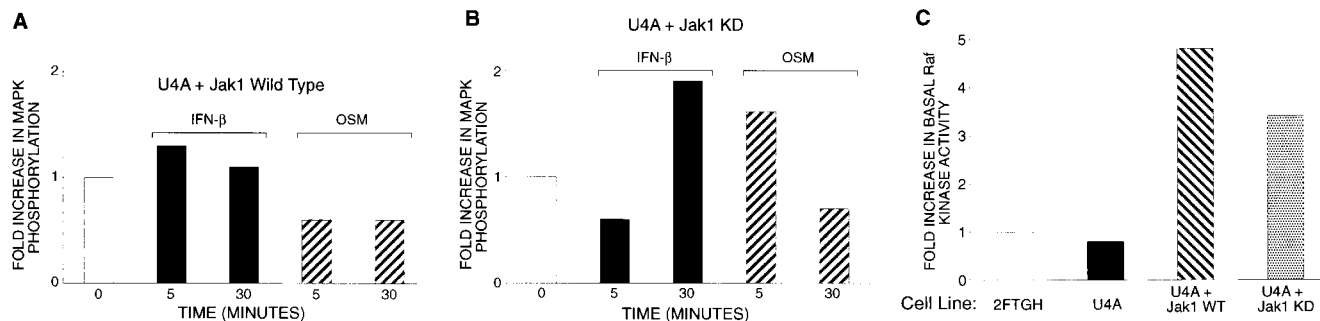 A
U4A + Jak1 Wild Type
IFN-β
OSM
FOLD INCREASE IN MAPK
PHOSPHORYLATION
2
1
0
0
5
30
5
30
TIME (MINUTES)
B
U4A + Jak1 KD
IFN-β
OSM
FOLD INCREASE IN MAPK
PHOSPHORYLATION
2
1
0
0
5
30
5
30
TIME (MINUTES)
C
FOLD INCREASE IN BASAL Raf
KINASE ACTIVITY
5
4
3
2
1
0
Cell Line:
2FTGH
U4A
U4A +
Jak1 WT
U4A +
Jak1 KD